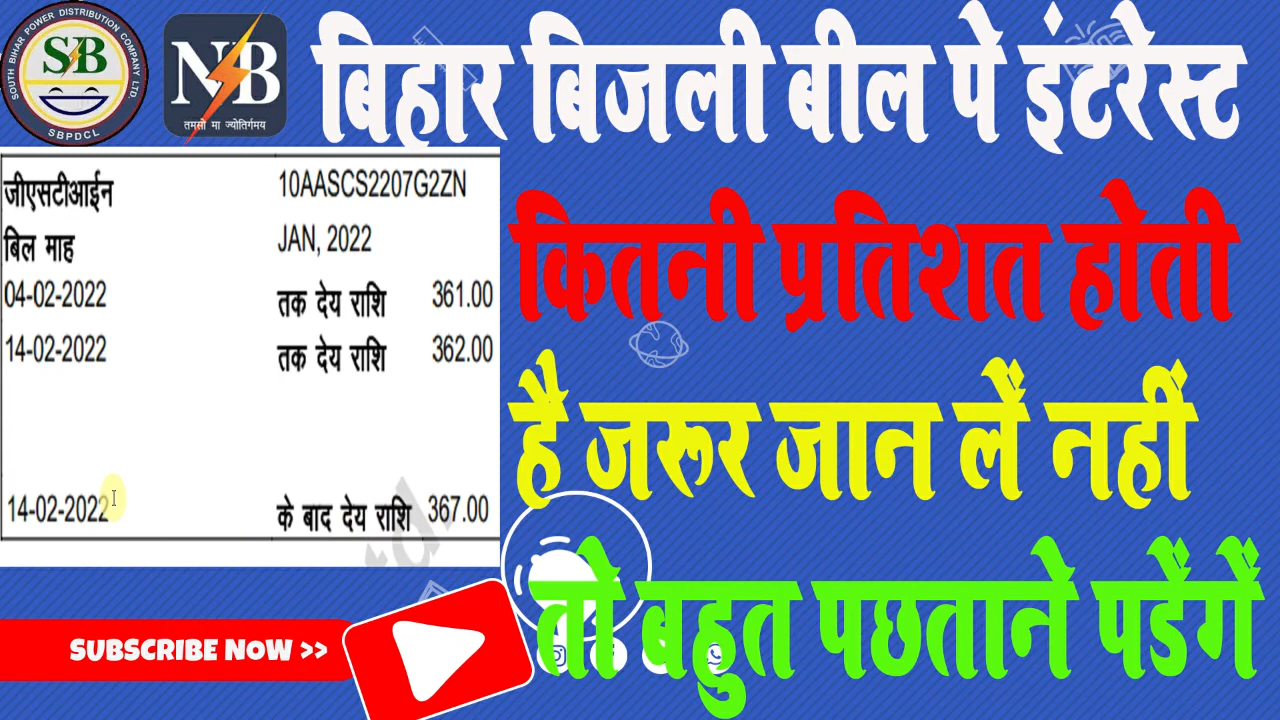 SOUTH BIHAR POWER DISTRIBUTION COMPANY LTD.
SB
SBPDCL
NB
तमसो मा ज्योतिर्गमय
बिहार बिजली बील पे इंटरेस्ट
जीएसटीआईन 10AASCS2207G2ZN
बिल माह JAN, 2022
04-02-2022 तक देय राशि 361.00
14-02-2022 तक देय राशि 362.00
14-02-2022 के बाद देय राशि 367.00
td.
कितनी प्रतिशत होती
है जरूर जान लें नहीं
तो बहुत पछताने पडेंगें
SUBSCRIBE NOW >>